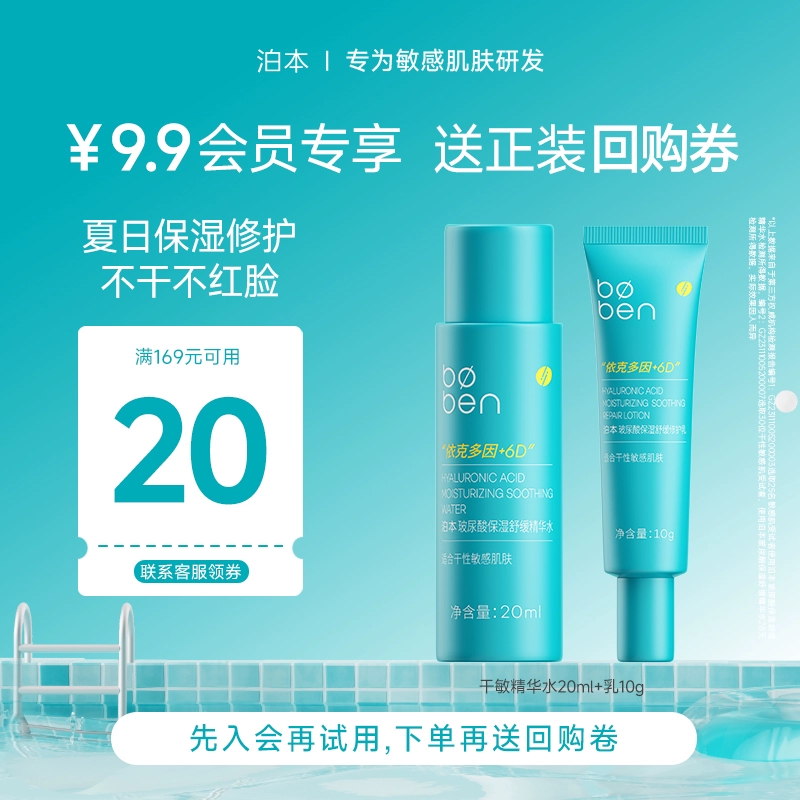 泊本 | 专为敏感肌肤研发
¥9.9会员专享 送正装回购券
夏日保湿修护
不干不红脸
满169元可用
20
联系客服领券
bø
ben
"依克多因+6D"
HYALURONIC ACID
MOISTURIZING SOOTHING
WATER
泊本玻尿酸保湿舒缓精华水
适合干性敏感肌肤
净含量:20ml
bø
ben
"依克多因+6D"
HYALURONIC ACID
MOISTURIZING SOOTHING
REPAIR LOTION
泊本玻尿酸保湿舒缓修护乳
适合干性敏感肌肤
净含量:10g
干敏精华水20ml+乳10g
先入会再试用,下单再送回购卷